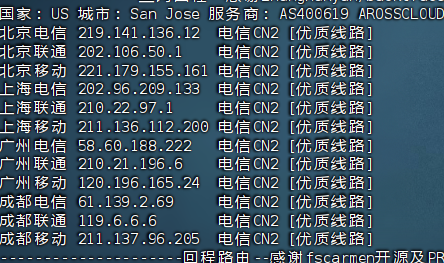 国家: US 城市: San Jose 服务商: AS400619 AROSSCLOUD
北京电信 219.141.136.12 电信CN2 [优质线路]
北京联通 202.106.50.1 电信CN2 [优质线路]
北京移动 221.179.155.161 电信CN2 [优质线路]
上海电信 202.96.209.133 电信CN2 [优质线路]
上海联通 210.22.97.1 电信CN2 [优质线路]
上海移动 211.136.112.200 电信CN2 [优质线路]
广州电信 58.60.188.222 电信CN2 [优质线路]
广州联通 210.21.196.6 电信CN2 [优质线路]
广州移动 120.196.165.24 电信CN2 [优质线路]
成都电信 61.139.2.69 电信CN2 [优质线路]
成都联通 119.6.6.6 电信CN2 [优质线路]
成都移动 211.137.96.205 电信CN2 [优质线路]
---------------------回程路由--感谢fscarmen开源及PR